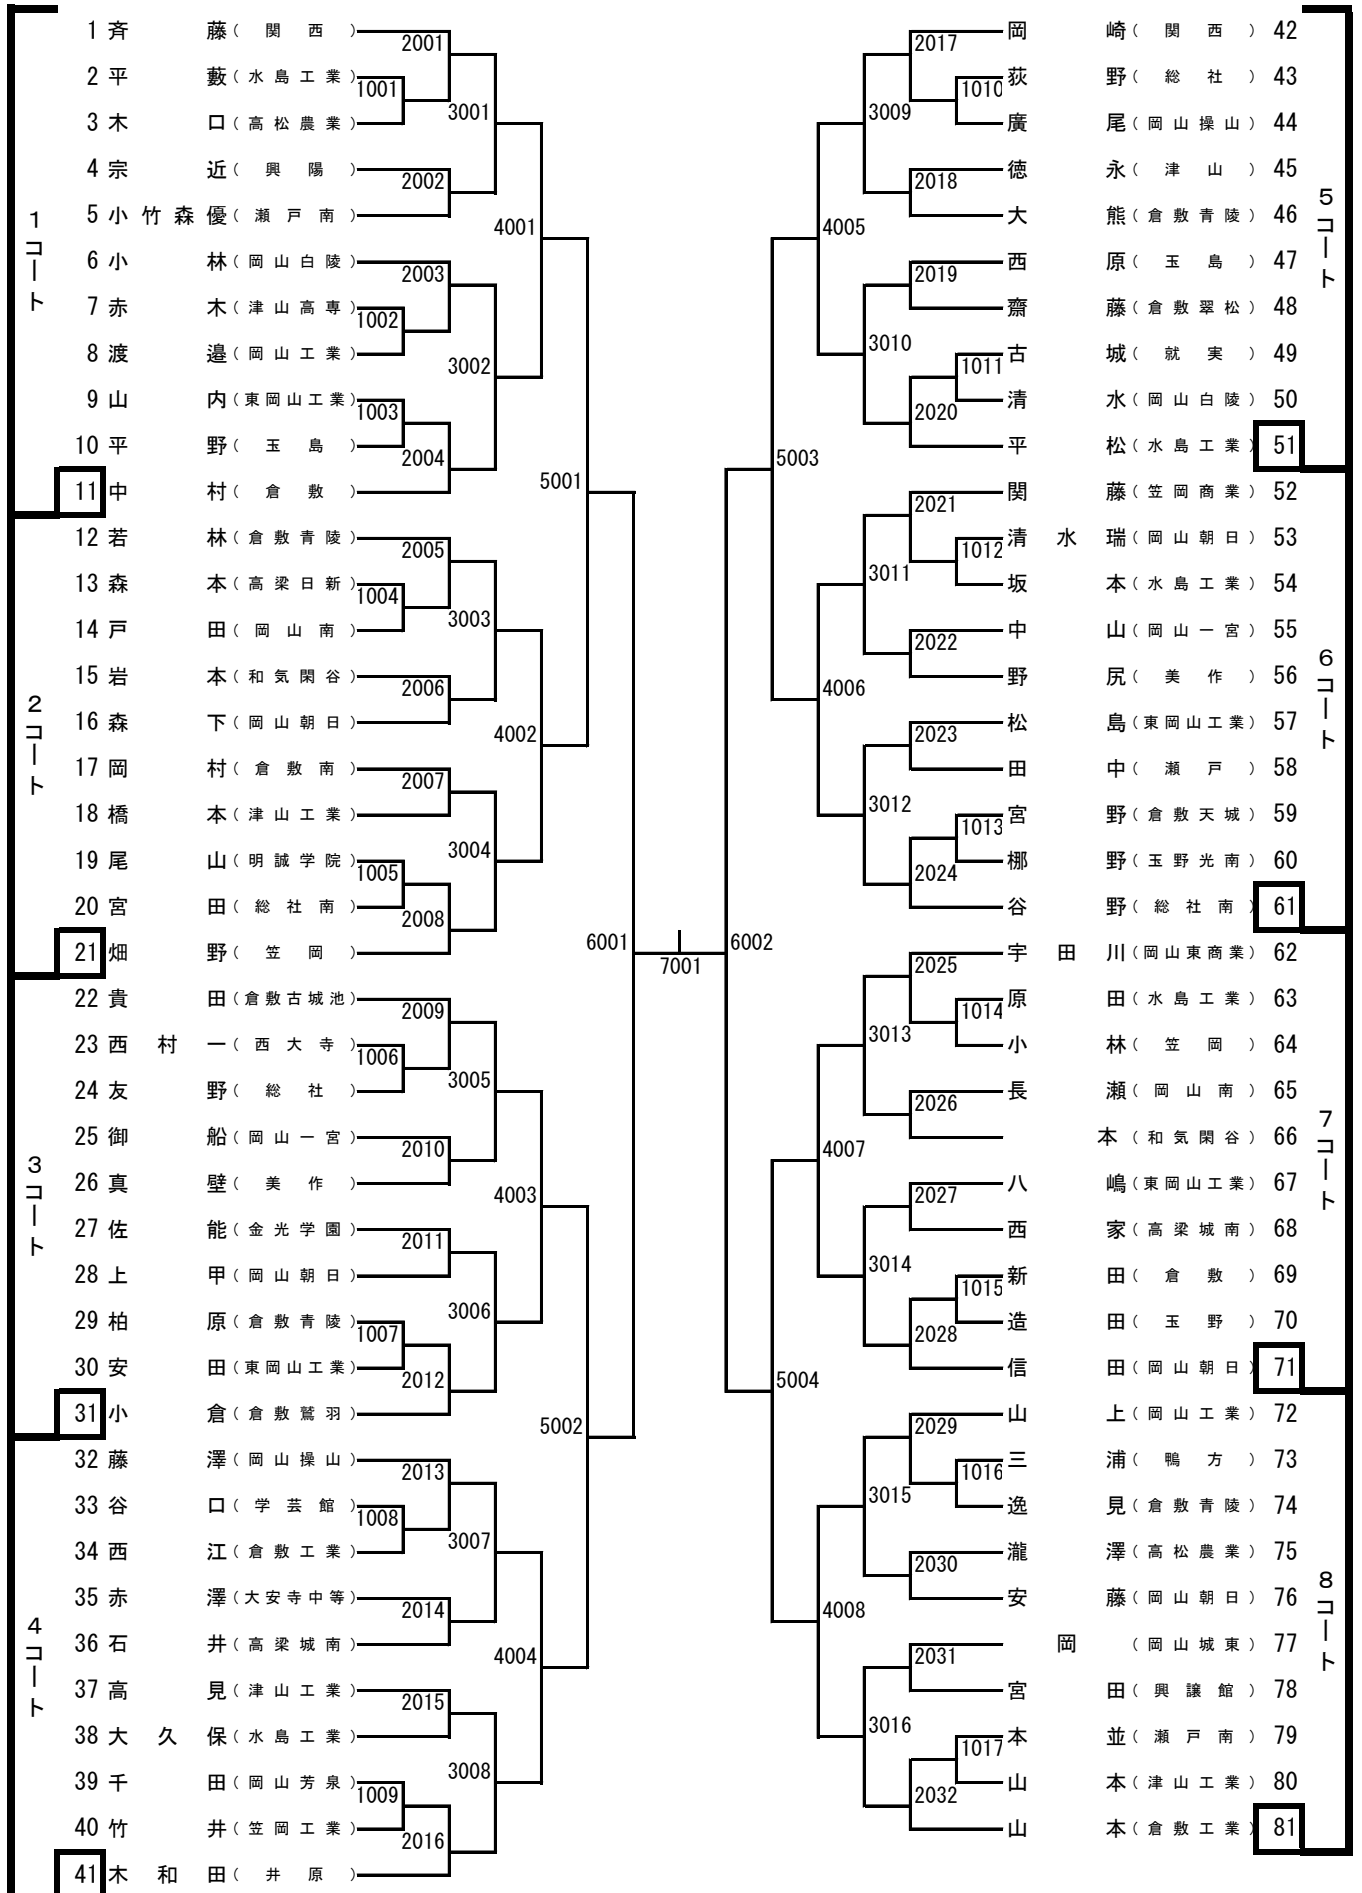 1コート
1 斉藤(関西)
2 平藪(水島工業)
3 木口(高松農業)
4 宗近(興陽)
5 小竹森優(瀬戸南)
6 小林(岡山白陵)
7 赤木(津山高専)
8 渡邉(岡山工業)
9 山内(東岡山工業)
10 平野(玉島)
11 中村(倉敷)
2コート
12 若林(倉敷青陵)
13 森本(高梁日新)
14 戸田(岡山南)
15 岩本(和気閑谷)
16 森下(岡山朝日)
17 岡村(倉敷南)
18 橋本(津山工業)
19 尾山(明誠学院)
20 宮田(総社南)
21 畑野(笠岡)
3コート
22 貴田(倉敷古城池)
23 西村一(西大寺)
24 友野(総社)
25 御船(岡山一宮)
26 真壁(美作)
27 佐能(金光学園)
28 上甲(岡山朝日)
29 柏原(倉敷青陵)
30 安田(東岡山工業)
31 小倉(倉敷鷲羽)
4コート
32 藤澤(岡山操山)
33 谷口(学芸館)
34 西江(倉敷工業)
35 赤澤(大安寺中等)
36 石井(高梁城南)
37 高見(津山工業)
38 大久保(水島工業)
39 千田(岡山芳泉)
40 竹井(笠岡工業)
41 木和田(井原)
1001
1002
1003
1004
1005
1006
1007
1008
1009
2001
2002
2003
2004
2005
2006
2007
2008
2009
2010
2011
2012
2013
2014
2015
2016
3001
3002
3003
3004
3005
3006
3007
3008
4001
4002
4003
4004
5001
5002
6001
7001
6002
5003
5004
4005
4006
4007
4008
3009
3010
3011
3012
3013
3014
3015
3016
2017
2018
2019
2020
2021
2022
2023
2024
2025
2026
2027
2028
2029
2030
2031
2032
1010
1011
1012
1013
1014
1015
1016
1017
5コート
岡崎(関西) 42
荻野(総社) 43
廣尾(岡山操山) 44
徳永(津山) 45
大熊(倉敷青陵) 46
西原(玉島) 47
齋藤(倉敷翠松) 48
古城(就実) 49
清水(岡山白陵) 50
平松(水島工業) 51
6コート
関藤(笠岡商業) 52
清水瑞(岡山朝日) 53
坂本(水島工業) 54
中山(岡山一宮) 55
野尻(美作) 56
松島(東岡山工業) 57
田中(瀬戸) 58
宮野(倉敷天城) 59
梛野(玉野光南) 60
谷野(総社南) 61
7コート
宇田川(岡山東商業) 62
原田(水島工業) 63
小林(笠岡) 64
長瀬(岡山南) 65
本(和気閑谷) 66
八嶋(東岡山工業) 67
西家(高梁城南) 68
新田(倉敷) 69
造田(玉野) 70
信田(岡山朝日) 71
8コート
山上(岡山工業) 72
三浦(鴨方) 73
逸見(倉敷青陵) 74
瀧澤(高松農業) 75
安藤(岡山朝日) 76
岡(岡山城東) 77
宮田(興譲館) 78
本並(瀬戸南) 79
山本(津山工業) 80
山本(倉敷工業) 81